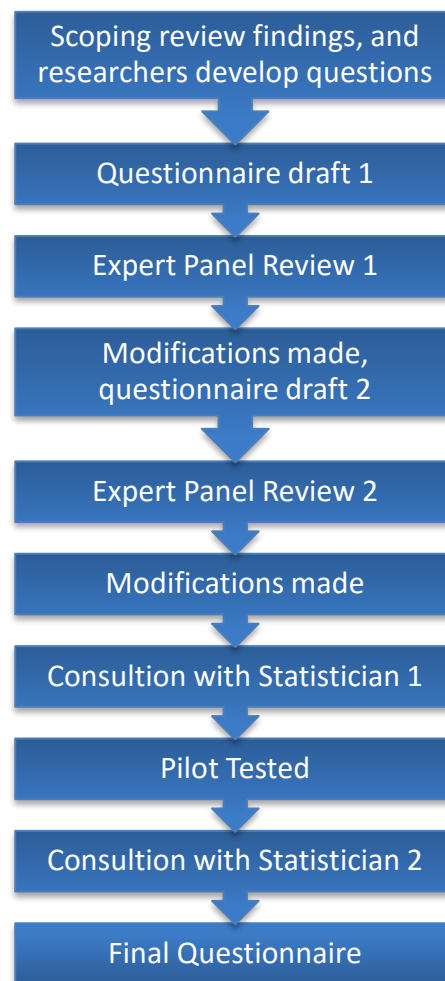 Scoping review findings, and
researchers develop questions
Questionnaire draft 1
Expert Panel Review 1
Modifications made,
questionnaire draft 2
Expert Panel Review 2
Modifications made
Consultion with Statistician 1
Pilot Tested
Consultion with Statistician 2
Final Questionnaire